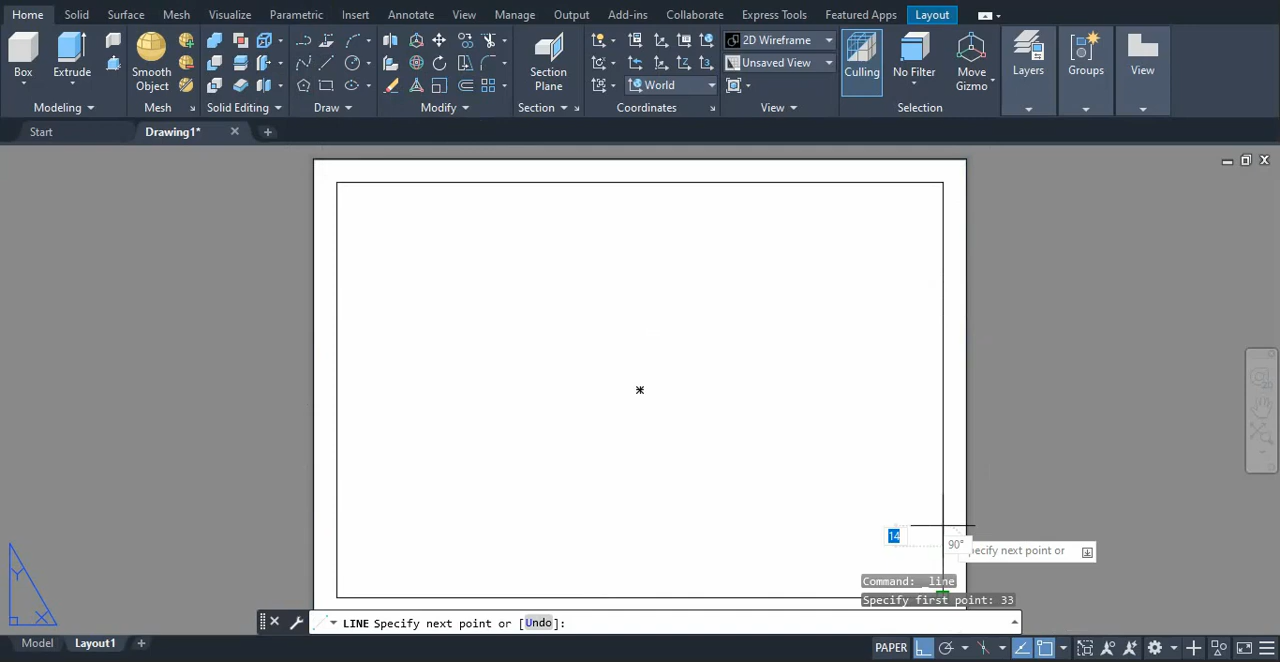 Home Solid Surface Mesh Visualize Parametric Insert Annotate View Manage Output Add-ins Collaborate Express Tools Featured Apps Layout
2D Wireframe
Unsaved View
World
Box Extrude Smooth Object Section Plane Culling No Filter Move Gizmo Layers Groups View
Modeling Mesh Solid Editing Draw Modify Section Coordinates View Selection
Start Drawing1*
14
90°
pecify next point or
Command: _line
Specify first point: 33
Y
X
LINE Specify next point or [Undo]:
Model Layout1 PAPER